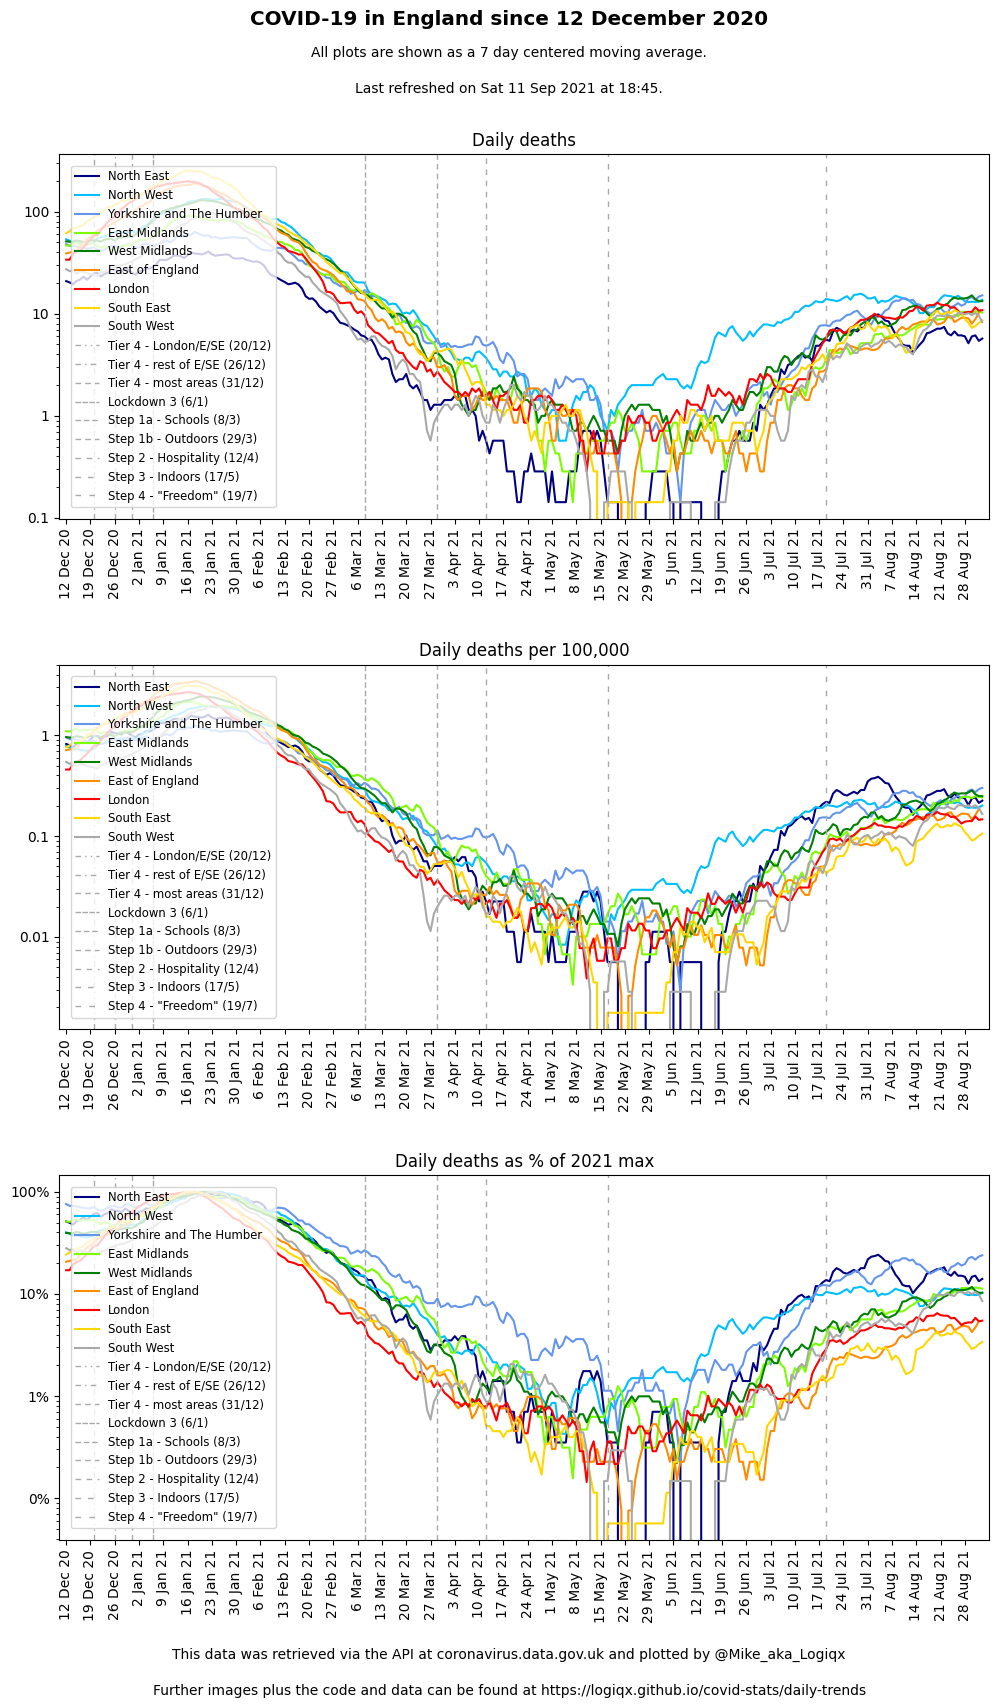 COVID-19 in England since 12 December 2020
All plots are shown as a 7 day centered moving average.
Last refreshed on Sat 11 Sep 2021 at 18:45.
Daily deaths
100
10
1
0.1
North East
North West
Yorkshire and The Humber
East Midlands
West Midlands
East of England
London
South East
South West
Tier 4 - London/E/SE (20/12)
Tier 4 - rest of E/SE (26/12)
Tier 4 - most areas (31/12)
Lockdown 3 (6/1)
Step 1a - Schools (8/3)
Step 1b - Outdoors (29/3)
Step 2 - Hospitality (12/4)
Step 3 - Indoors (17/5)
Step 4 - "Freedom" (19/7)
12 Dec 20
19 Dec 20
26 Dec 20
2 Jan 21
9 Jan 21
16 Jan 21
23 Jan 21
30 Jan 21
6 Feb 21
13 Feb 21
20 Feb 21
27 Feb 21
6 Mar 21
13 Mar 21
20 Mar 21
27 Mar 21
3 Apr 21
10 Apr 21
17 Apr 21
24 Apr 21
1 May 21
8 May 21
15 May 21
22 May 21
29 May 21
5 Jun 21
12 Jun 21
19 Jun 21
26 Jun 21
3 Jul 21
10 Jul 21
17 Jul 21
24 Jul 21
31 Jul 21
7 Aug 21
14 Aug 21
21 Aug 21
28 Aug 21
Daily deaths per 100,000
1
0.1
0.01
North East
North West
Yorkshire and The Humber
East Midlands
West Midlands
East of England
London
South East
South West
Tier 4 - London/E/SE (20/12)
Tier 4 - rest of E/SE (26/12)
Tier 4 - most areas (31/12)
Lockdown 3 (6/1)
Step 1a - Schools (8/3)
Step 1b - Outdoors (29/3)
Step 2 - Hospitality (12/4)
Step 3 - Indoors (17/5)
Step 4 - "Freedom" (19/7)
12 Dec 20
19 Dec 20
26 Dec 20
2 Jan 21
9 Jan 21
16 Jan 21
23 Jan 21
30 Jan 21
6 Feb 21
13 Feb 21
20 Feb 21
27 Feb 21
6 Mar 21
13 Mar 21
20 Mar 21
27 Mar 21
3 Apr 21
10 Apr 21
17 Apr 21
24 Apr 21
1 May 21
8 May 21
15 May 21
22 May 21
29 May 21
5 Jun 21
12 Jun 21
19 Jun 21
26 Jun 21
3 Jul 21
10 Jul 21
17 Jul 21
24 Jul 21
31 Jul 21
7 Aug 21
14 Aug 21
21 Aug 21
28 Aug 21
Daily deaths as % of 2021 max
100%
10%
1%
0%
North East
North West
Yorkshire and The Humber
East Midlands
West Midlands
East of England
London
South East
South West
Tier 4 - London/E/SE (20/12)
Tier 4 - rest of E/SE (26/12)
Tier 4 - most areas (31/12)
Lockdown 3 (6/1)
Step 1a - Schools (8/3)
Step 1b - Outdoors (29/3)
Step 2 - Hospitality (12/4)
Step 3 - Indoors (17/5)
Step 4 - "Freedom" (19/7)
12 Dec 20
19 Dec 20
26 Dec 20
2 Jan 21
9 Jan 21
16 Jan 21
23 Jan 21
30 Jan 21
6 Feb 21
13 Feb 21
20 Feb 21
27 Feb 21
6 Mar 21
13 Mar 21
20 Mar 21
27 Mar 21
3 Apr 21
10 Apr 21
17 Apr 21
24 Apr 21
1 May 21
8 May 21
15 May 21
22 May 21
29 May 21
5 Jun 21
12 Jun 21
19 Jun 21
26 Jun 21
3 Jul 21
10 Jul 21
17 Jul 21
24 Jul 21
31 Jul 21
7 Aug 21
14 Aug 21
21 Aug 21
28 Aug 21
This data was retrieved via the API at coronavirus.data.gov.uk and plotted by @Mike_aka_Logiqx
Further images plus the code and data can be found at https://logiqx.github.io/covid-stats/daily-trends